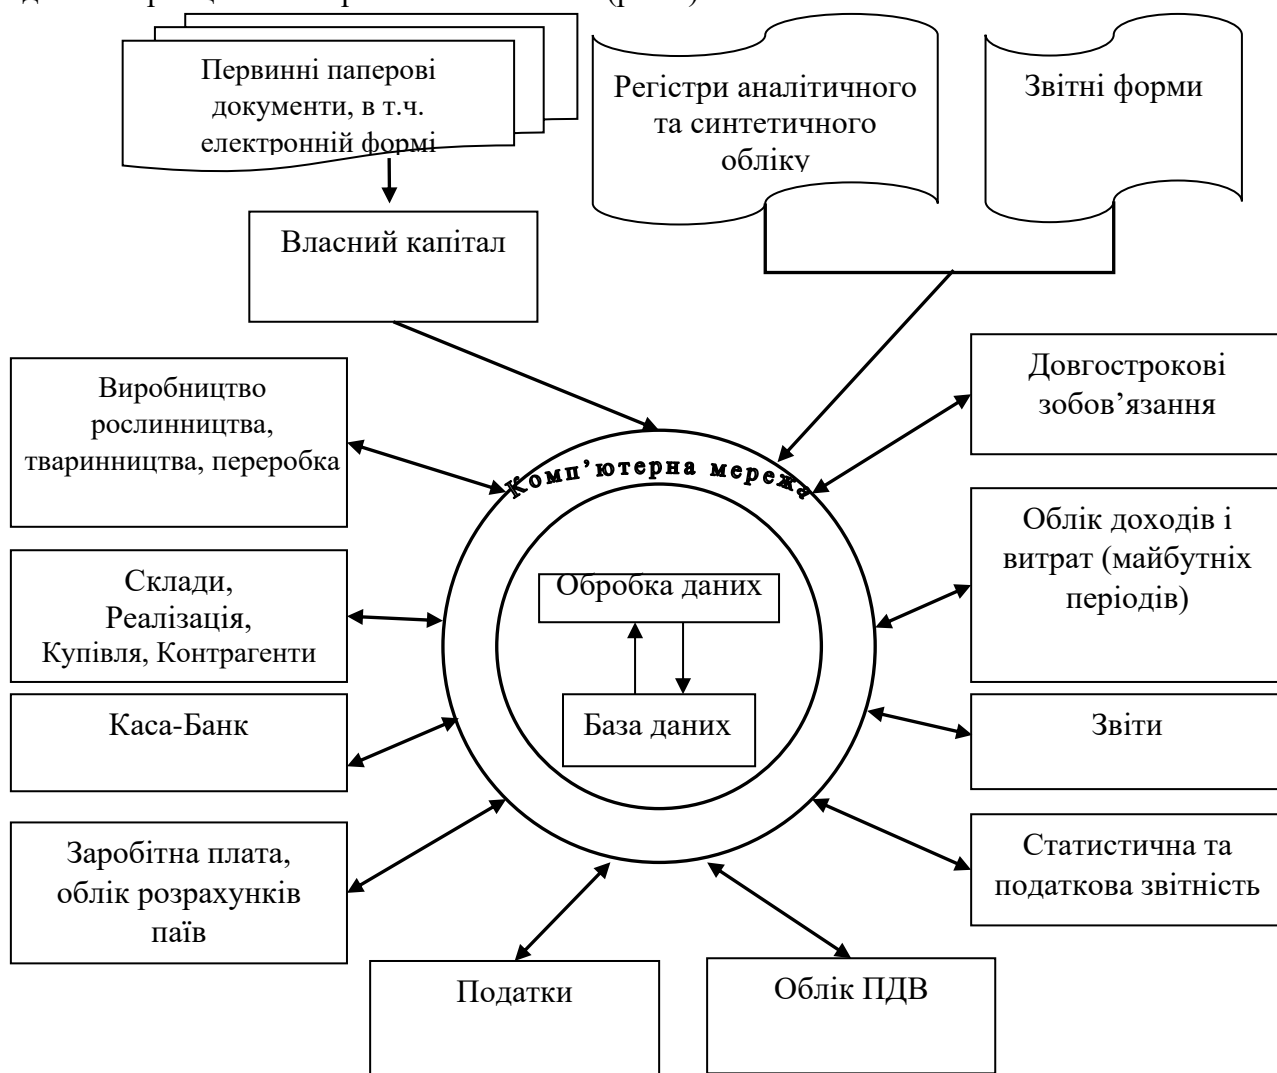 Первинні паперові
документи, в т.ч.
електронній формі
Регістри аналітичного
та синтетичного
обліку
Звітні форми
Власний капітал
Виробництво
рослинництва,
тваринництва, переробка
Довгострокові
зобов’язання
Комп’ютерна мережа
Облік доходів і
витрат (майбутніх
періодів)
Склади,
Реалізація,
Купівля, Контрагенти
Обробка даних
База даних
Каса-Банк
Звіти
Заробітна плата,
облік розрахунків
паїв
Статистична та
податкова звітність
Податки
Облік ПДВ